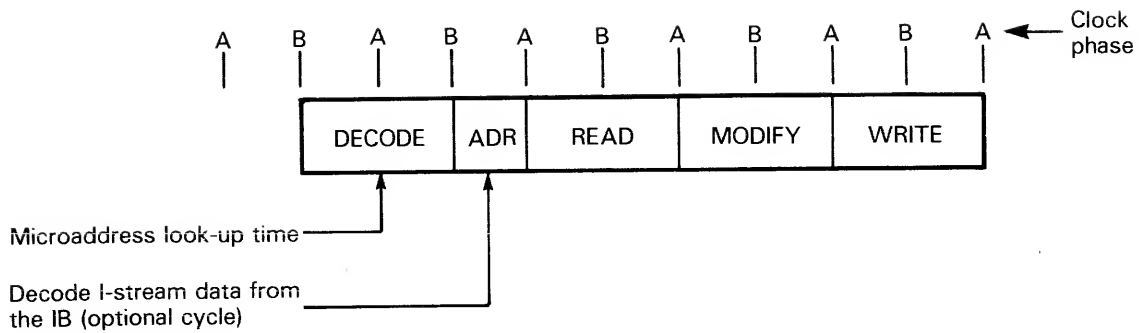 A B A B A B A B A B A Clock
phase
DECODE ADR READ MODIFY WRITE
Microaddress look-up time
Decode I-stream data from
the IB (optional cycle)